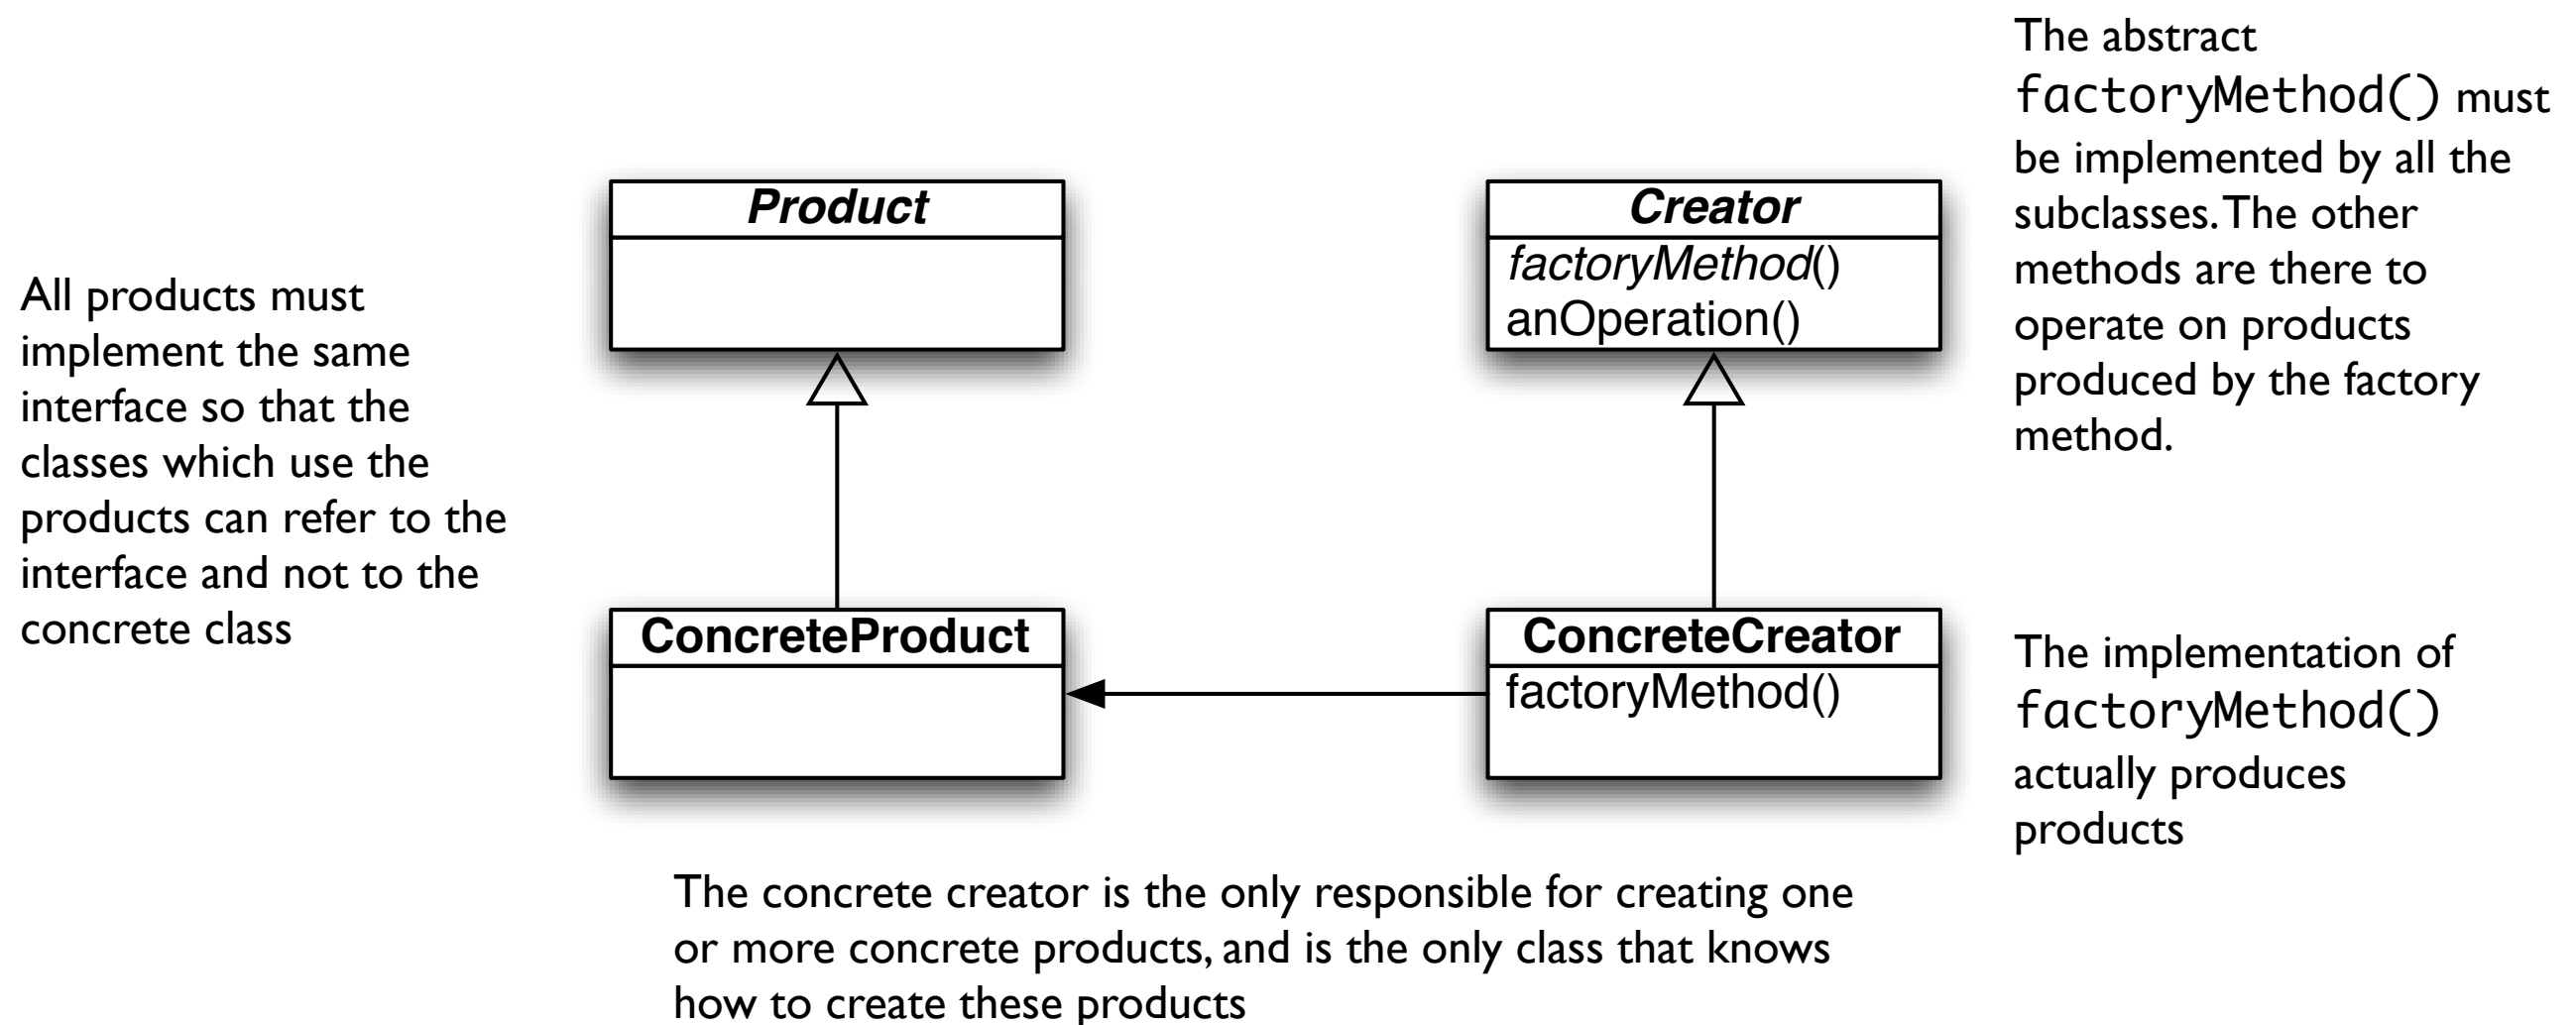 The abstract
factoryMethod() must
be implemented by all the
subclasses. The other
methods are there to
operate on products
produced by the factory
method.
Product
Creator
factoryMethod()
anOperation()
All products must
implement the same
interface so that the
classes which use the
products can refer to the
interface and not to the
concrete class
ConcreteProduct
ConcreteCreator
factoryMethod()
The implementation of
factoryMethod()
actually produces
products
The concrete creator is the only responsible for creating one
or more concrete products, and is the only class that knows
how to create these products